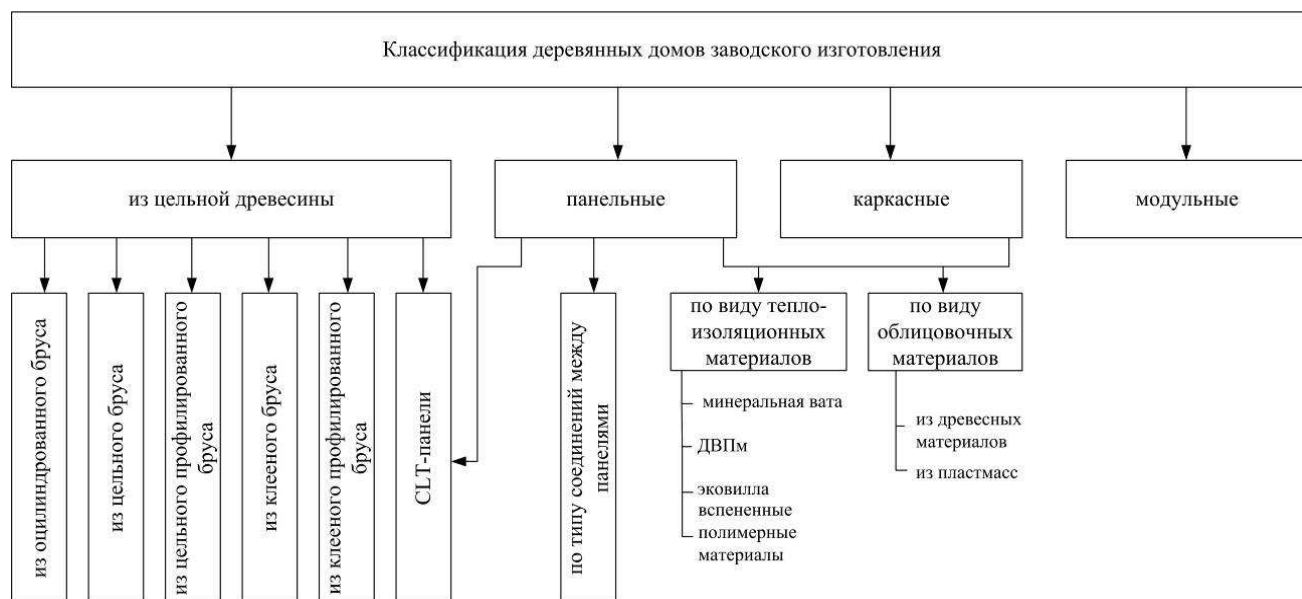 Классификация деревянных домов заводского изготовления
из цельной древесины
панельные
каркасные
модульные
из оцилиндрованного бруса
из цельного бруса
из цельного профилированного
бруса
из клееного бруса
из клееного профилированного
бруса
CLT-панели
по типу соединений между
панелями
по виду тепло-
изоляционных
материалов
минеральная вата
ДВПм
эковилла
вспененные
полимерные
материалы
по виду
облицовочных
материалов
из древесных
материалов
из пластмасс